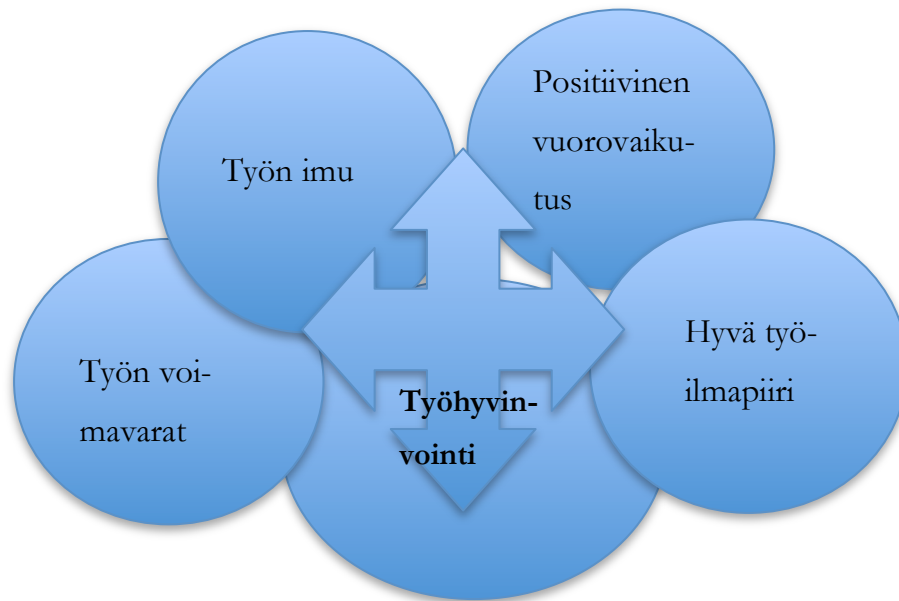 Työn imu
Positiivinen
vuorovaiku-
tus
Työn voi-
mavarat
Hyvä työ-
ilmapiiri
Työhyvin-
vointi